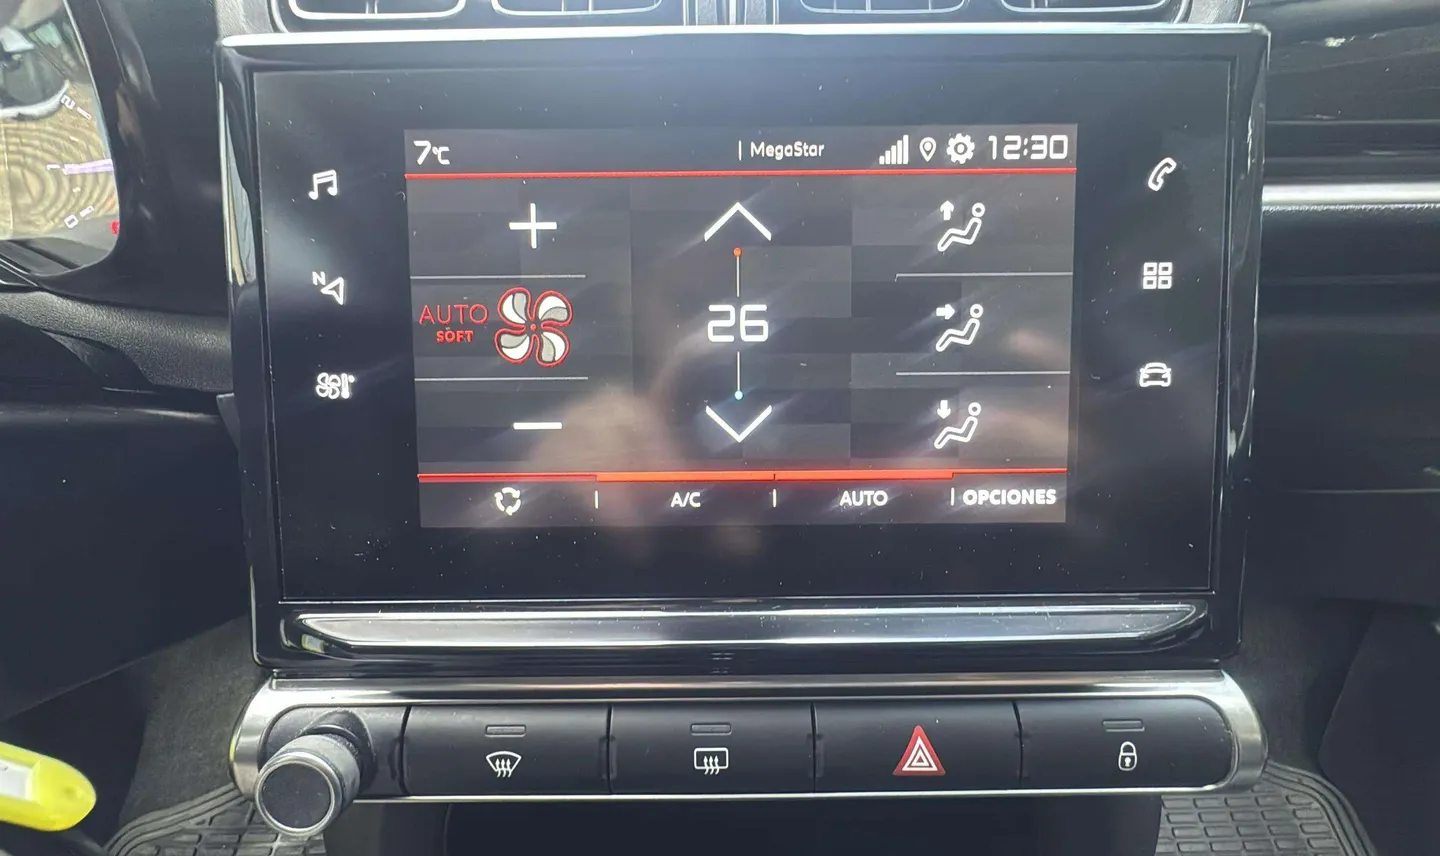 7°C | MegaStar 12:30
N
AUTO
SOFT
26
A/C | AUTO | OPCIONES